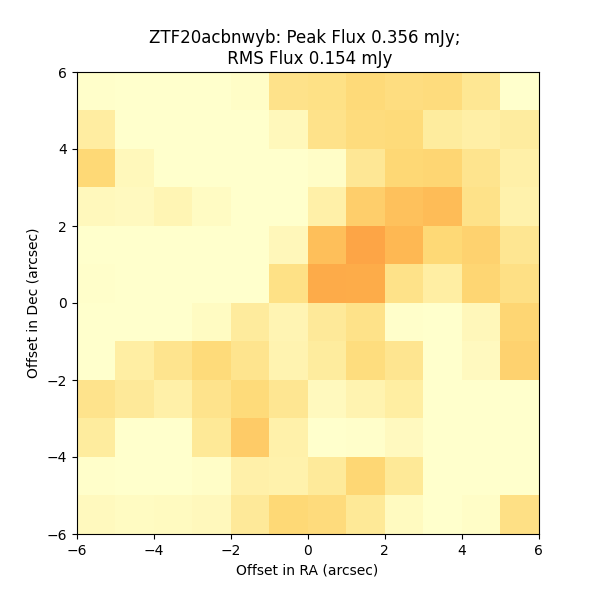 ZTF20acbnwyb: Peak Flux 0.356 mJy;
RMS Flux 0.154 mJy
6
4
2
0
−2
−4
−6
Offset in Dec (arcsec)
−6 −4 −2 0 2 4 6
Offset in RA (arcsec)